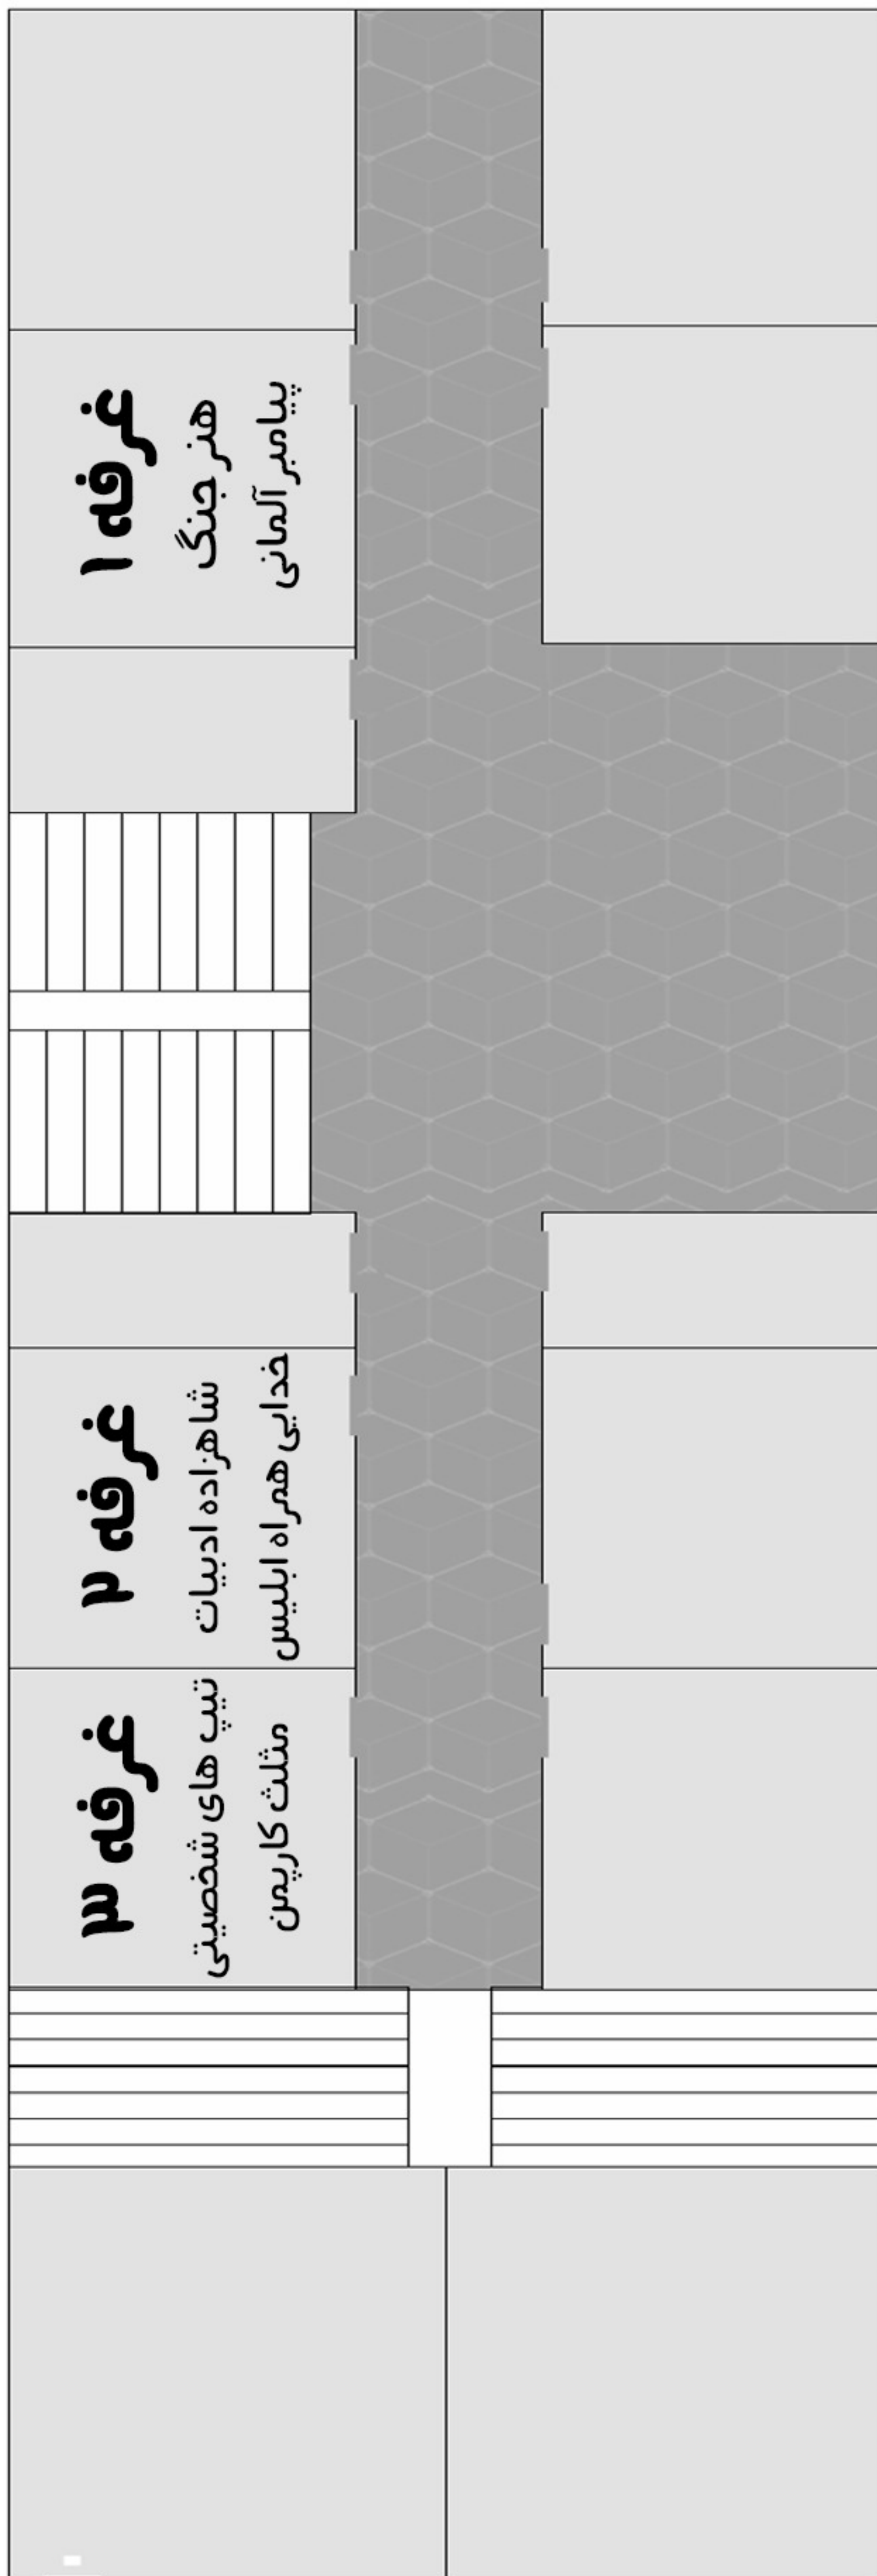 غرفه ۱
هنر جنگ
پیامبر آلمانی
غرفه ۲
شاهزاده ادبیات
خدایی همراه ابلیس
غرفه ۳
تیپ های شخصیتی
مثلث کارپمن